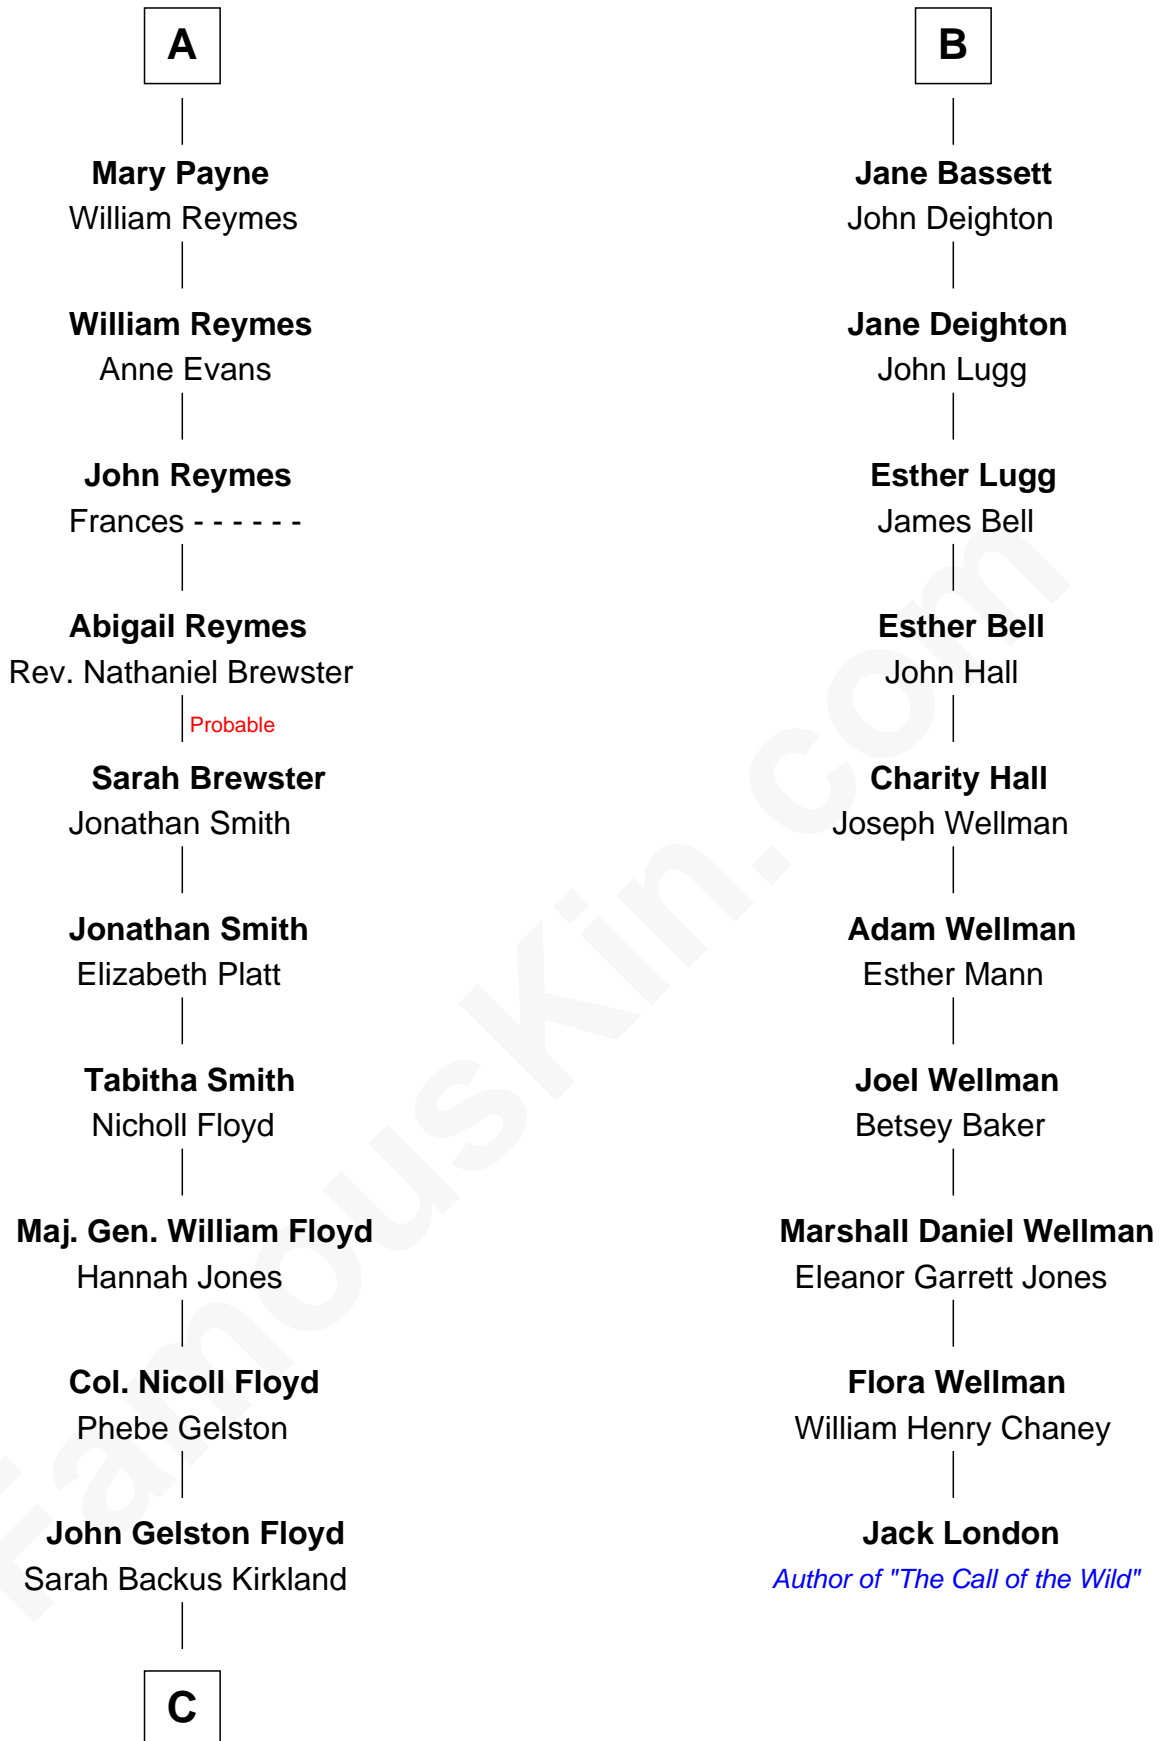 A
Mary Payne
William Reymes
William Reymes
Anne Evans
John Reymes
Frances - - - - - -
Abigail Reymes
Rev. Nathaniel Brewster
Probable
Sarah Brewster
Jonathan Smith
Jonathan Smith
Elizabeth Platt
Tabitha Smith
Nicholl Floyd
Maj. Gen. William Floyd
Hannah Jones
Col. Nicoll Floyd
Phebe Gelston
John Gelston Floyd
Sarah Backus Kirkland
C
B
Jane Bassett
John Deighton
Jane Deighton
John Lugg
Esther Lugg
James Bell
Esther Bell
John Hall
Charity Hall
Joseph Wellman
Adam Wellman
Esther Mann
Joel Wellman
Betsey Baker
Marshall Daniel Wellman
Eleanor Garrett Jones
Flora Wellman
William Henry Chaney
Jack London
Author of "The Call of the Wild"
FamousKin.com